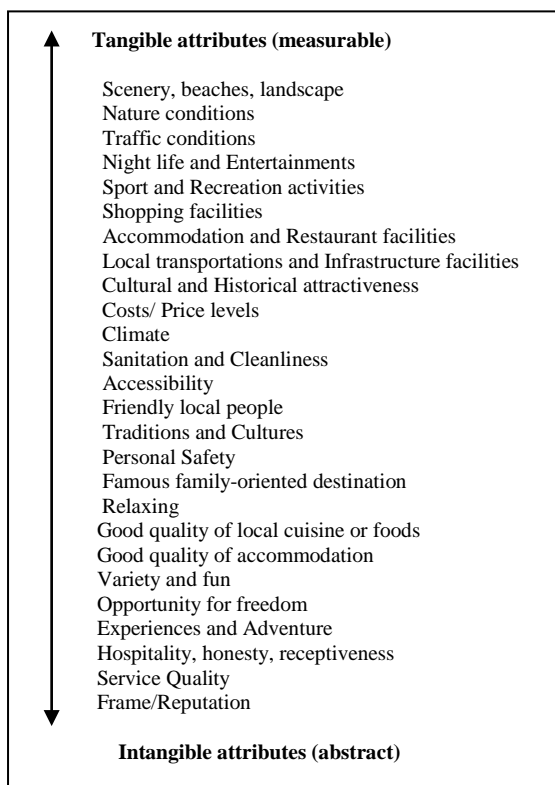 Tangible attributes (measurable)
Scenery, beaches, landscape
Nature conditions
Traffic conditions
Night life and Entertainments
Sport and Recreation activities
Shopping facilities
Accommodation and Restaurant facilities
Local transportations and Infrastructure facilities
Cultural and Historical attractiveness
Costs/ Price levels
Climate
Sanitation and Cleanliness
Accessibility
Friendly local people
Traditions and Cultures
Personal Safety
Famous family-oriented destination
Relaxing
Good quality of local cuisine or foods
Good quality of accommodation
Variety and fun
Opportunity for freedom
Experiences and Adventure
Hospitality, honesty, receptiveness
Service Quality
Frame/Reputation
Intangible attributes (abstract)